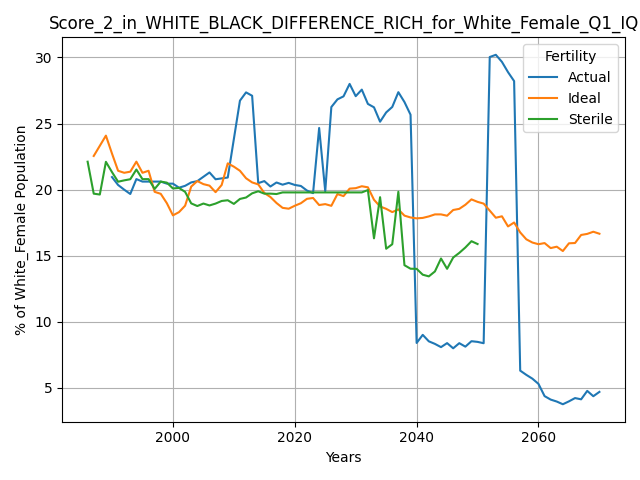 Score_2_in_WHITE_BLACK_DIFFERENCE_RICH_for_White_Female_Q1_IQ
Fertility
Actual
Ideal
Sterile
% of White_Female Population
30
25
20
15
10
5
2000
2020
2040
2060
Years